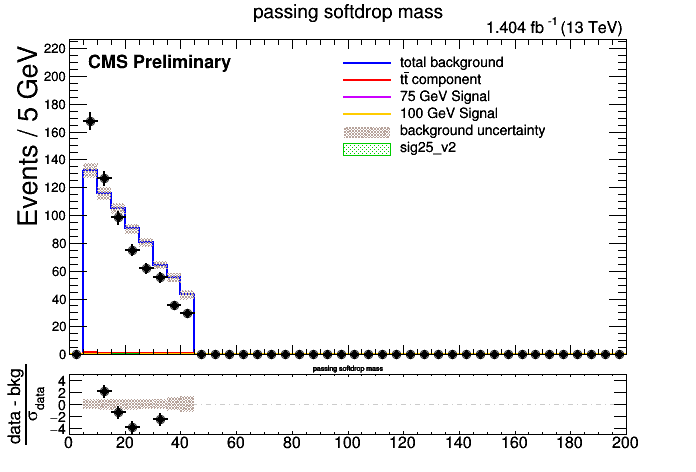 passing softdrop mass
1.404 fb⁻¹ (13 TeV)
CMS Preliminary
total background
tt̄ component
75 GeV Signal
100 GeV Signal
background uncertainty
sig25_v2
Events / 5 GeV
220
200
180
160
140
120
100
80
60
40
20
0
passing softdrop mass
data - bkg
σ data
4
2
0
−2
−4
0 20 40 60 80 100 120 140 160 180 200